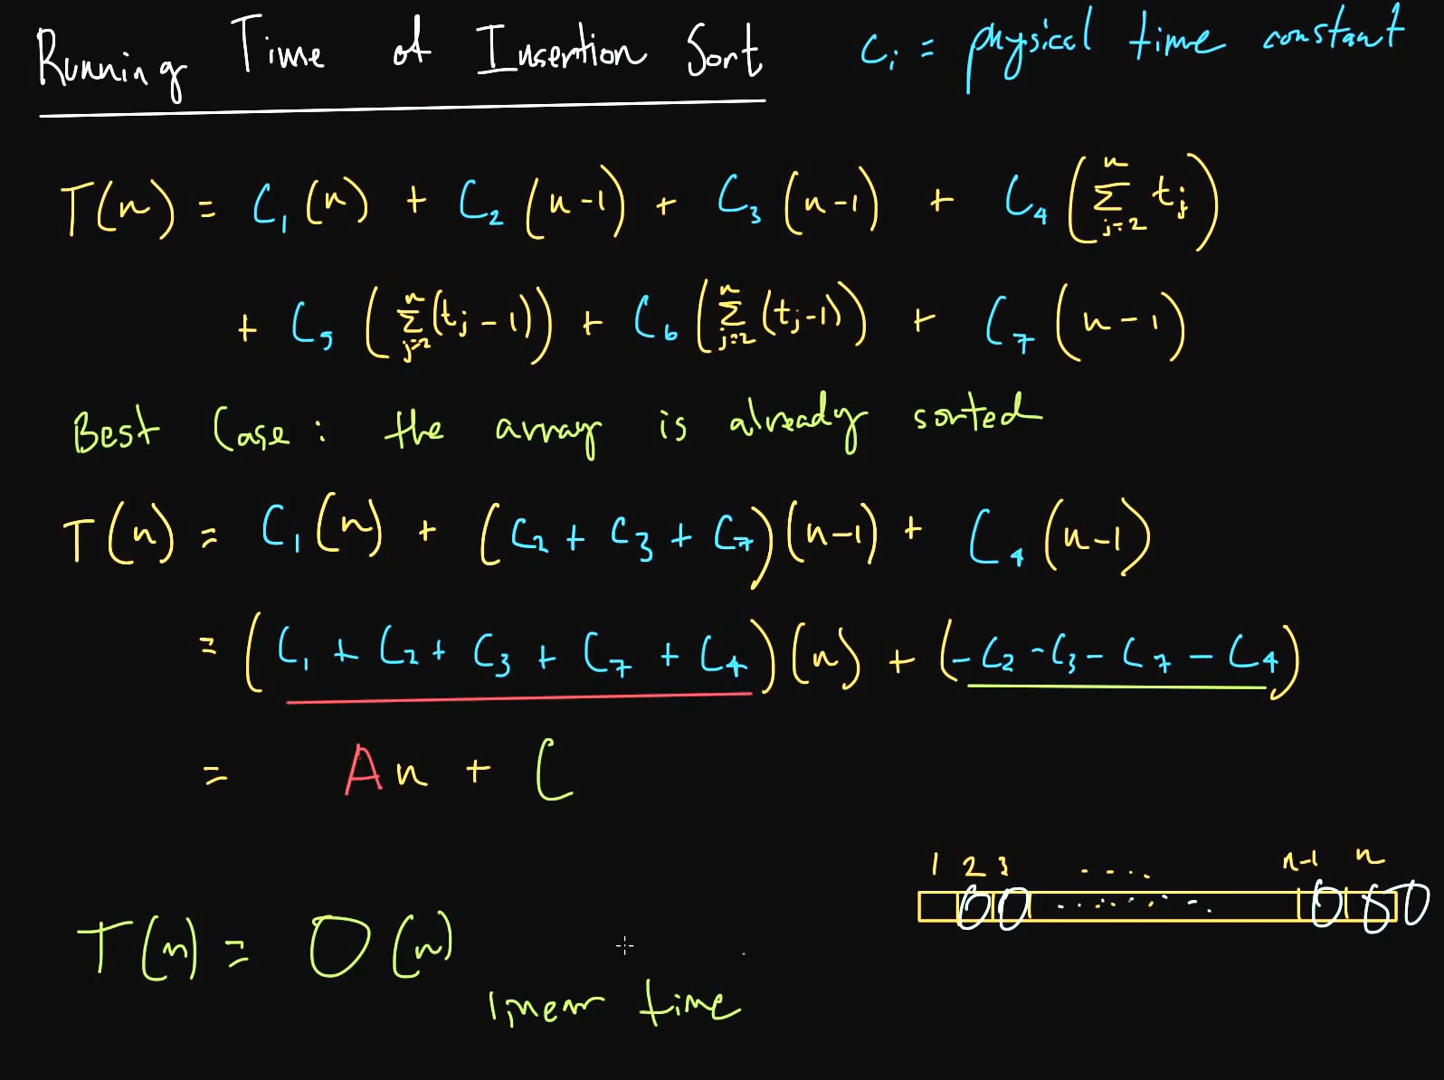 Running Time of Insertion Sort
cᵢ = physical time constant
T(n) = C₁(n) + C₂(n-1) + C₃(n-1) + C₄(∑ⁿⱼ₌₂ tⱼ)
+ C₅(∑ⁿⱼ₌₂(tⱼ-1)) + C₆(∑ⁿⱼ₌₂(tⱼ-1)) + C₇(n-1)
Best Case: the array is already sorted
T(n) = C₁(n) + (C₂ + C₃ + C₇)(n-1) + C₄(n-1)
= (C₁ + C₂ + C₃ + C₇ + C₄)(n) + (-C₂ - C₃ - C₇ - C₄)
= An + C
1 2 3 .... n-1 n
T(n) = O(n)
linear time